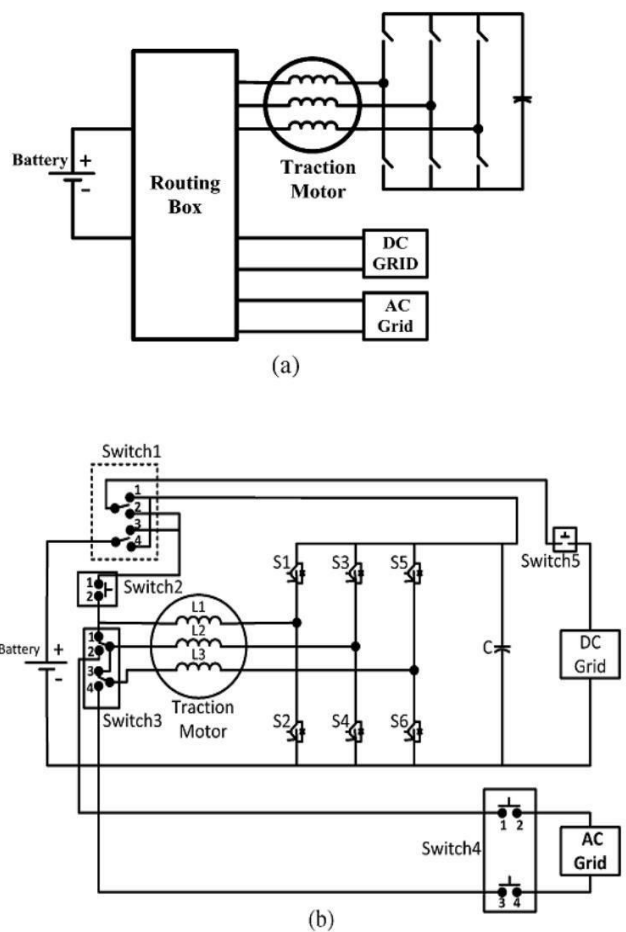 Battery
+
-
Routing
Box
Traction
Motor
DC
GRID
AC
Grid
(a)
Switch1
1
2
3
4
Switch5
1
2
Switch2
S1
S3
S5
L1
L2
L3
1
2
3
4
Battery
+
-
Switch3
Traction
Motor
S2
S4
S6
C
DC
Grid
Switch4
1 2
3 4
AC
Grid
(b)